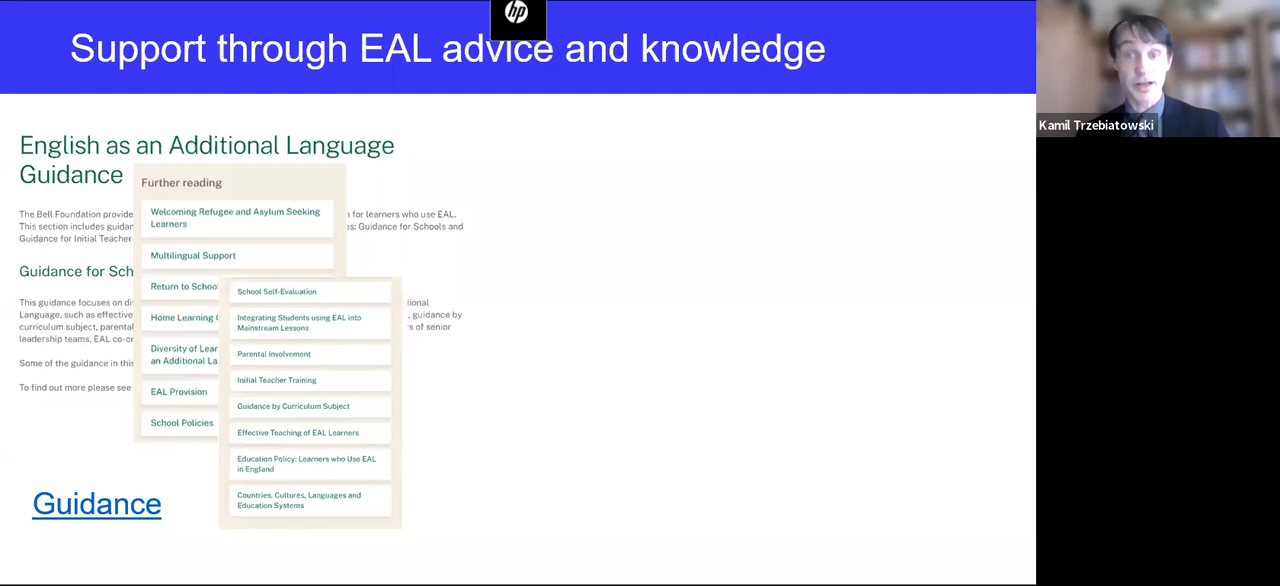 hp
Support through EAL advice and knowledge
Kamil Trzebiatowski
English as an Additional Language
Guidance
The Bell Foundation provide
for learners who use EAL.
This section includes guidan
es: Guidance for Schools and
Guidance for Initial Teacher
Guidance for Sch
This guidance focuses on di
itional
Language, such as effective
, guidance by
curriculum subject, parental
rs of senior
leadership teams, EAL co-or
Some of the guidance in this
To find out more please see
Further reading
Welcoming Refugee and Asylum Seeking
Learners
Multilingual Support
Return to School
Home Learning
Diversity of Lear
an Additional La
EAL Provision
School Policies
School Self-Evaluation
Integrating Students using EAL into
Mainstream Lessons
Parental Involvement
Initial Teacher Training
Guidance by Curriculum Subject
Effective Teaching of EAL Learners
Education Policy: Learners who Use EAL
in England
Countries, Cultures, Languages and
Education Systems
Guidance